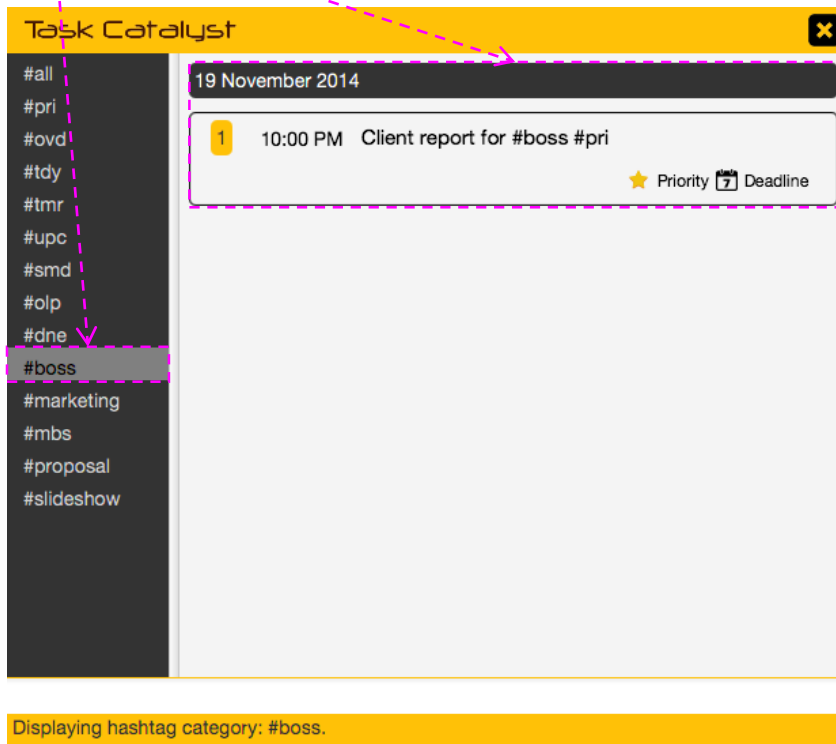 Task Catalyst
#all
#pri
#ovd
#tdy
#tmr
#upc
#smd
#olp
#dne
#boss
#marketing
#mbs
#proposal
#slideshow
19 November 2014
1 10:00 PM Client report for #boss #pri
Priority 7 Deadline
Displaying hashtag category: #boss.